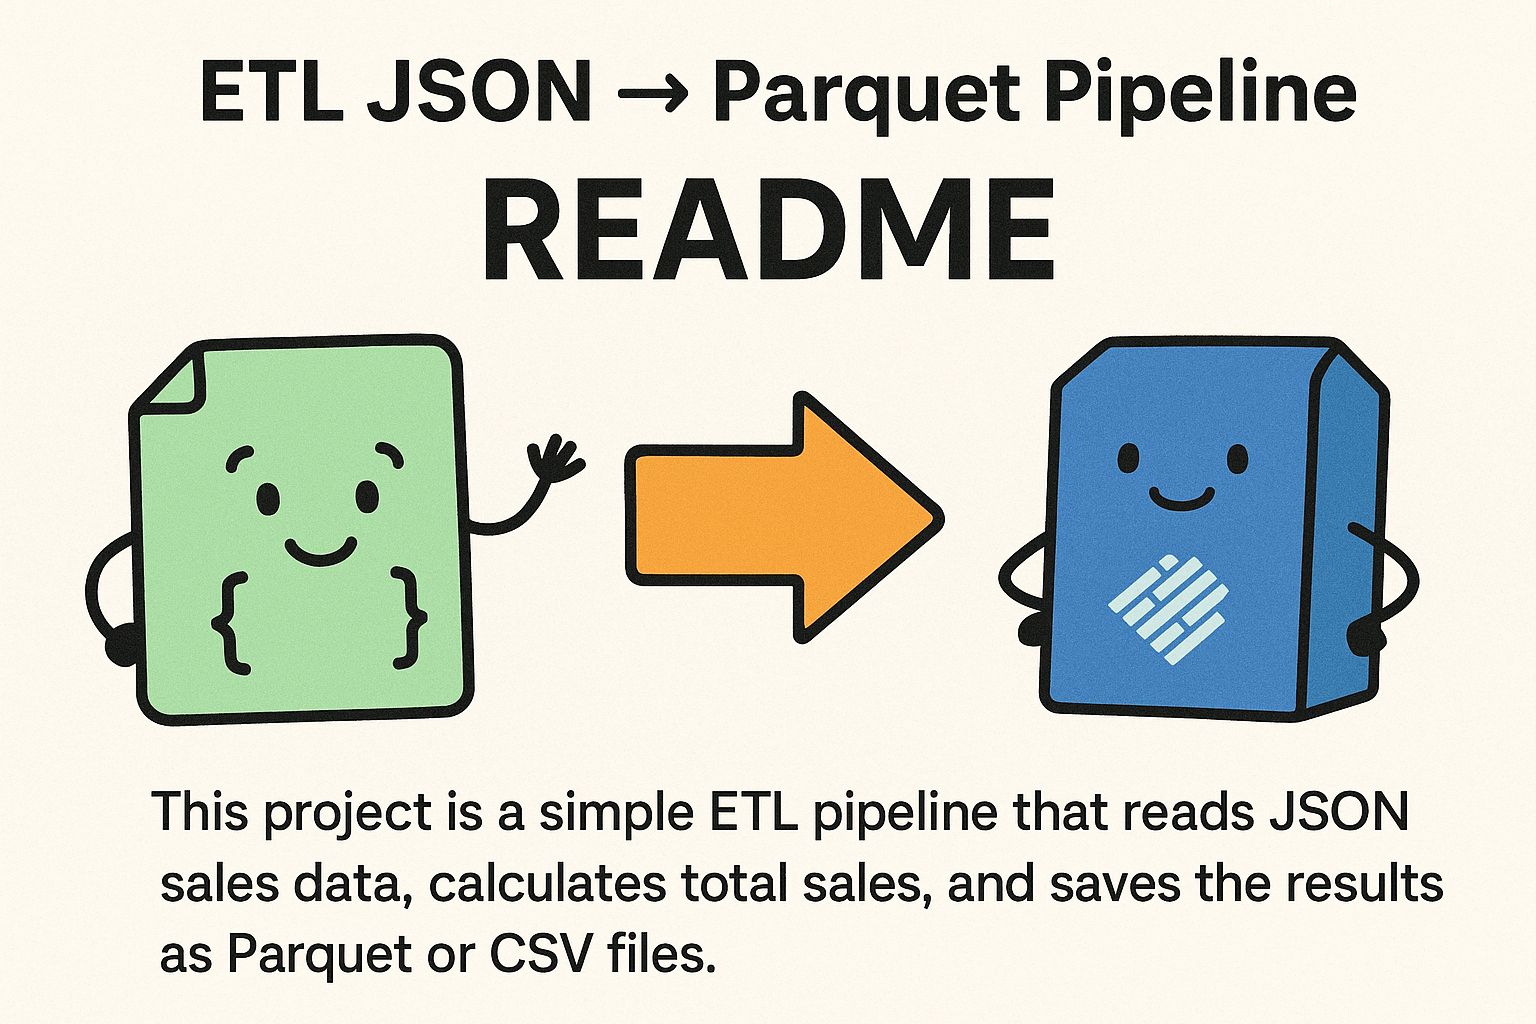 ETL JSON → Parquet Pipeline
README
{ }
This project is a simple ETL pipeline that reads JSON
sales data, calculates total sales, and saves the results
as Parquet or CSV files.